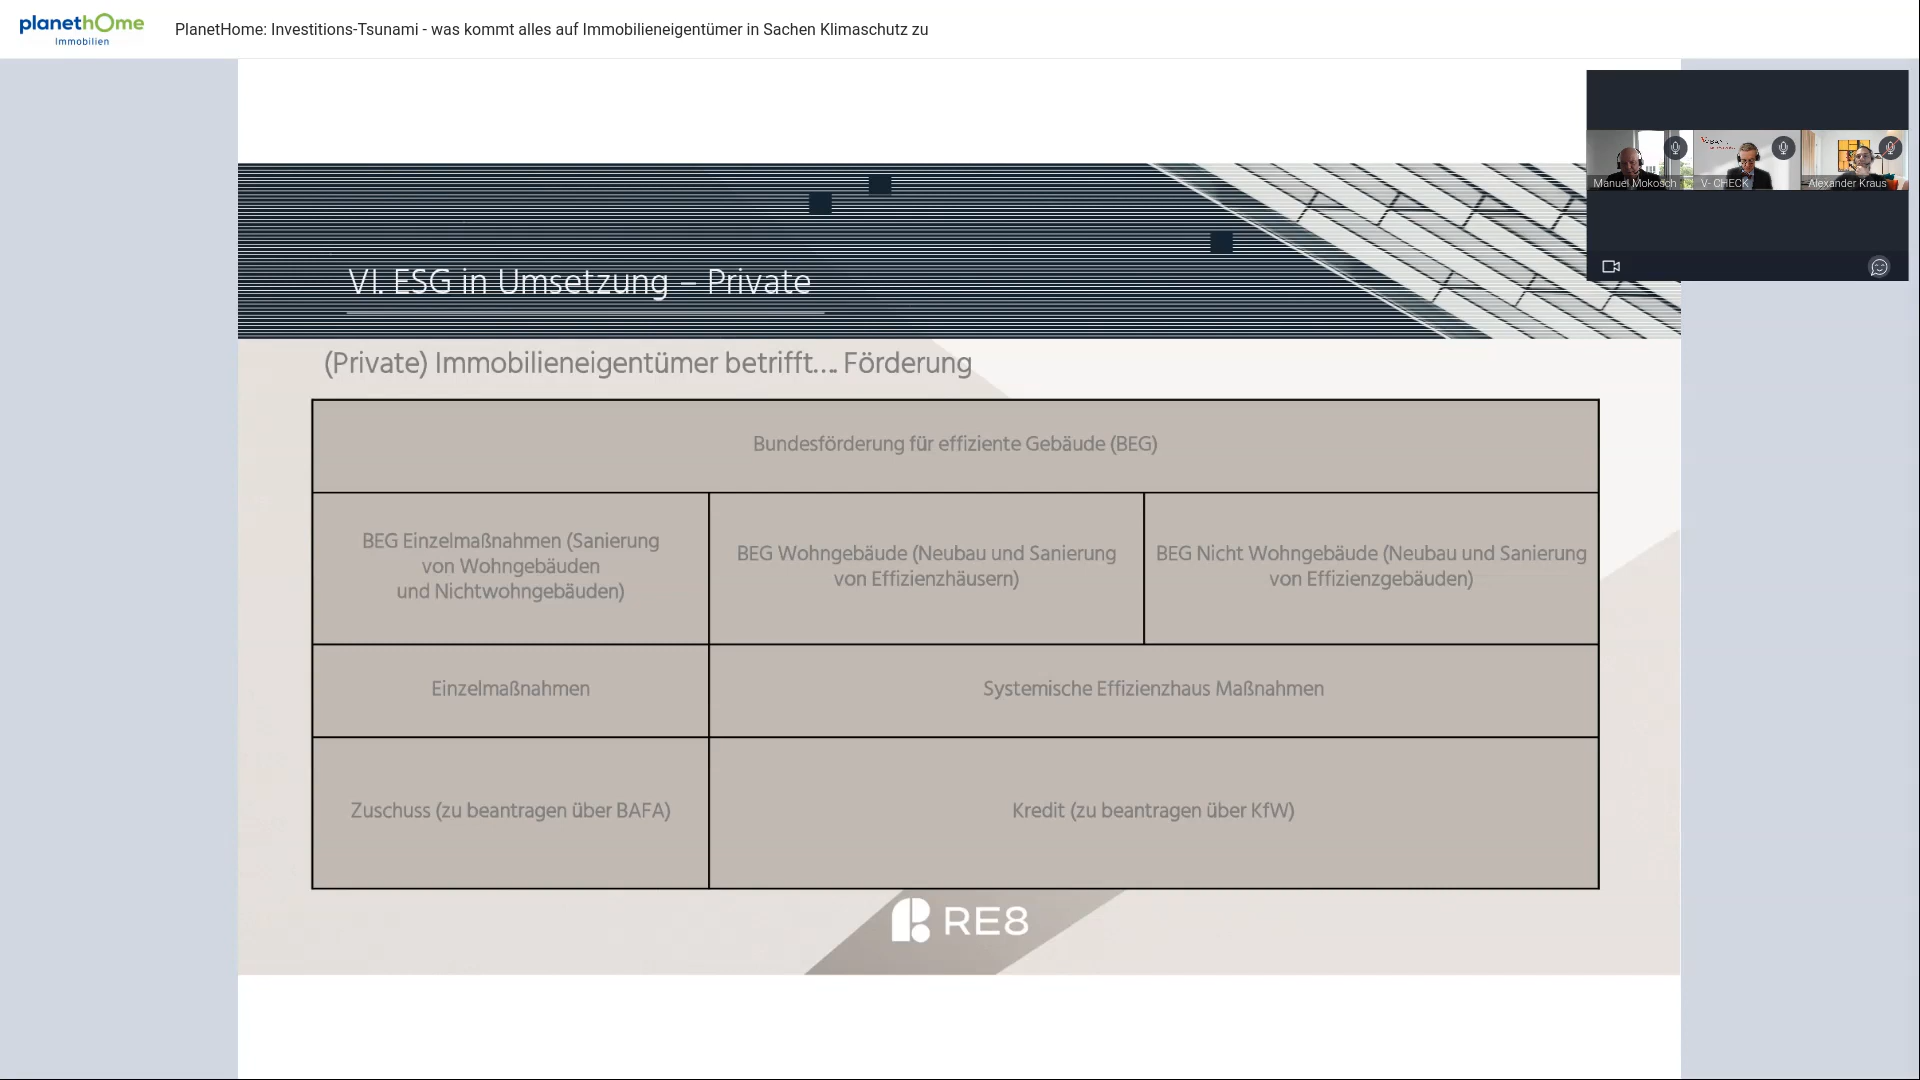 planethome
Immobilien
PlanetHome: Investitions-Tsunami - was kommt alles auf Immobilieneigentümer in Sachen Klimaschutz zu
Manuel Mokosch
V- CHECK
Alexander Kraus
VI. ESG in Umsetzung – Private
(Private) Immobilieneigentümer betrifft.... Förderung
Bundesförderung für effiziente Gebäude (BEG)
BEG Einzelmaßnahmen (Sanierung
von Wohngebäuden
und Nichtwohngebäuden)
BEG Wohngebäude (Neubau und Sanierung
von Effizienzhäusern)
BEG Nicht Wohngebäude (Neubau und Sanierung
von Effizienzgebäuden)
Einzelmaßnahmen
Systemische Effizienzhaus Maßnahmen
Zuschuss (zu beantragen über BAFA)
Kredit (zu beantragen über KfW)
RE8